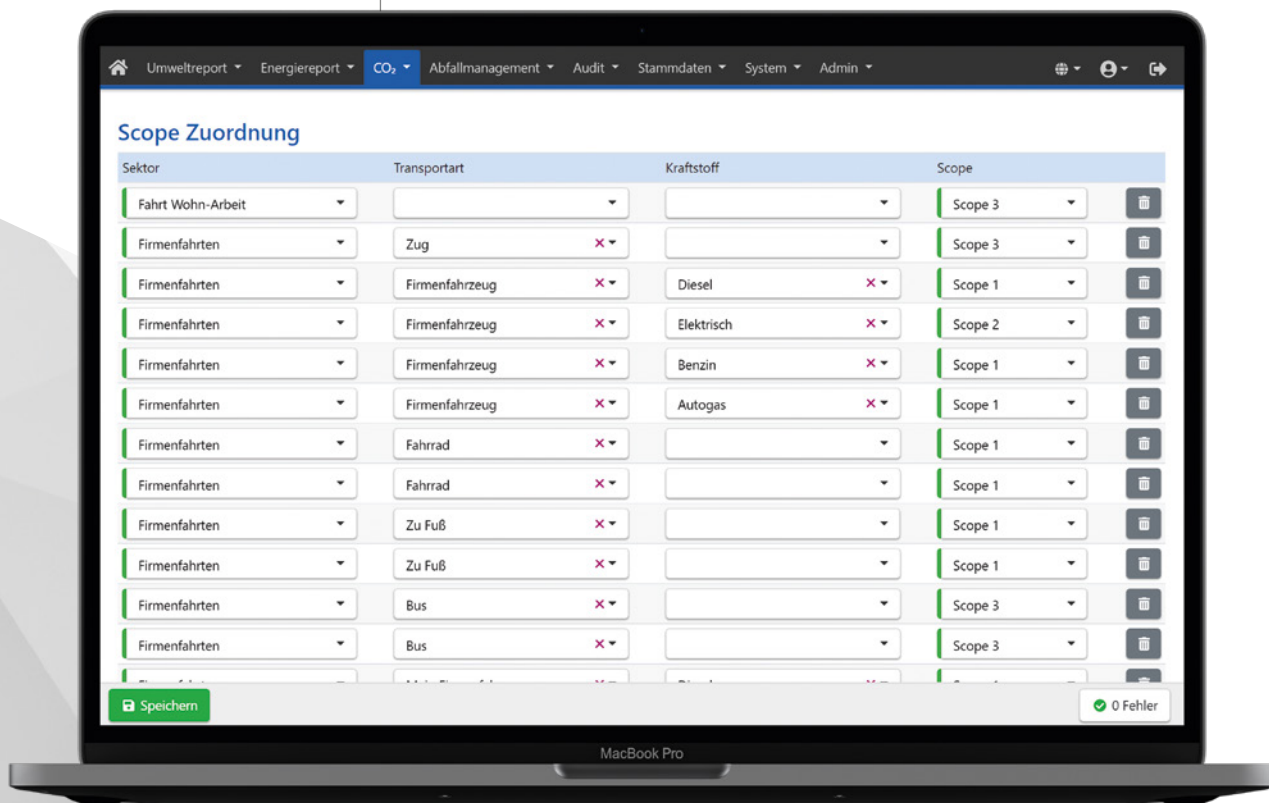 Umweltreport Energiereport CO₂ Abfallmanagement Audit Stammdaten System Admin
Scope Zuordnung
Sektor Transportart Kraftstoff Scope
Fahrt Wohn-Arbeit Scope 3
Firmenfahrten Zug Scope 3
Firmenfahrten Firmenfahrzeug Diesel Scope 1
Firmenfahrten Firmenfahrzeug Elektrisch Scope 2
Firmenfahrten Firmenfahrzeug Benzin Scope 1
Firmenfahrten Firmenfahrzeug Autogas Scope 1
Firmenfahrten Fahrrad Scope 1
Firmenfahrten Fahrrad Scope 1
Firmenfahrten Zu Fuß Scope 1
Firmenfahrten Zu Fuß Scope 1
Firmenfahrten Bus Scope 3
Firmenfahrten Bus Scope 3
Speichern 0 Fehler
MacBook Pro